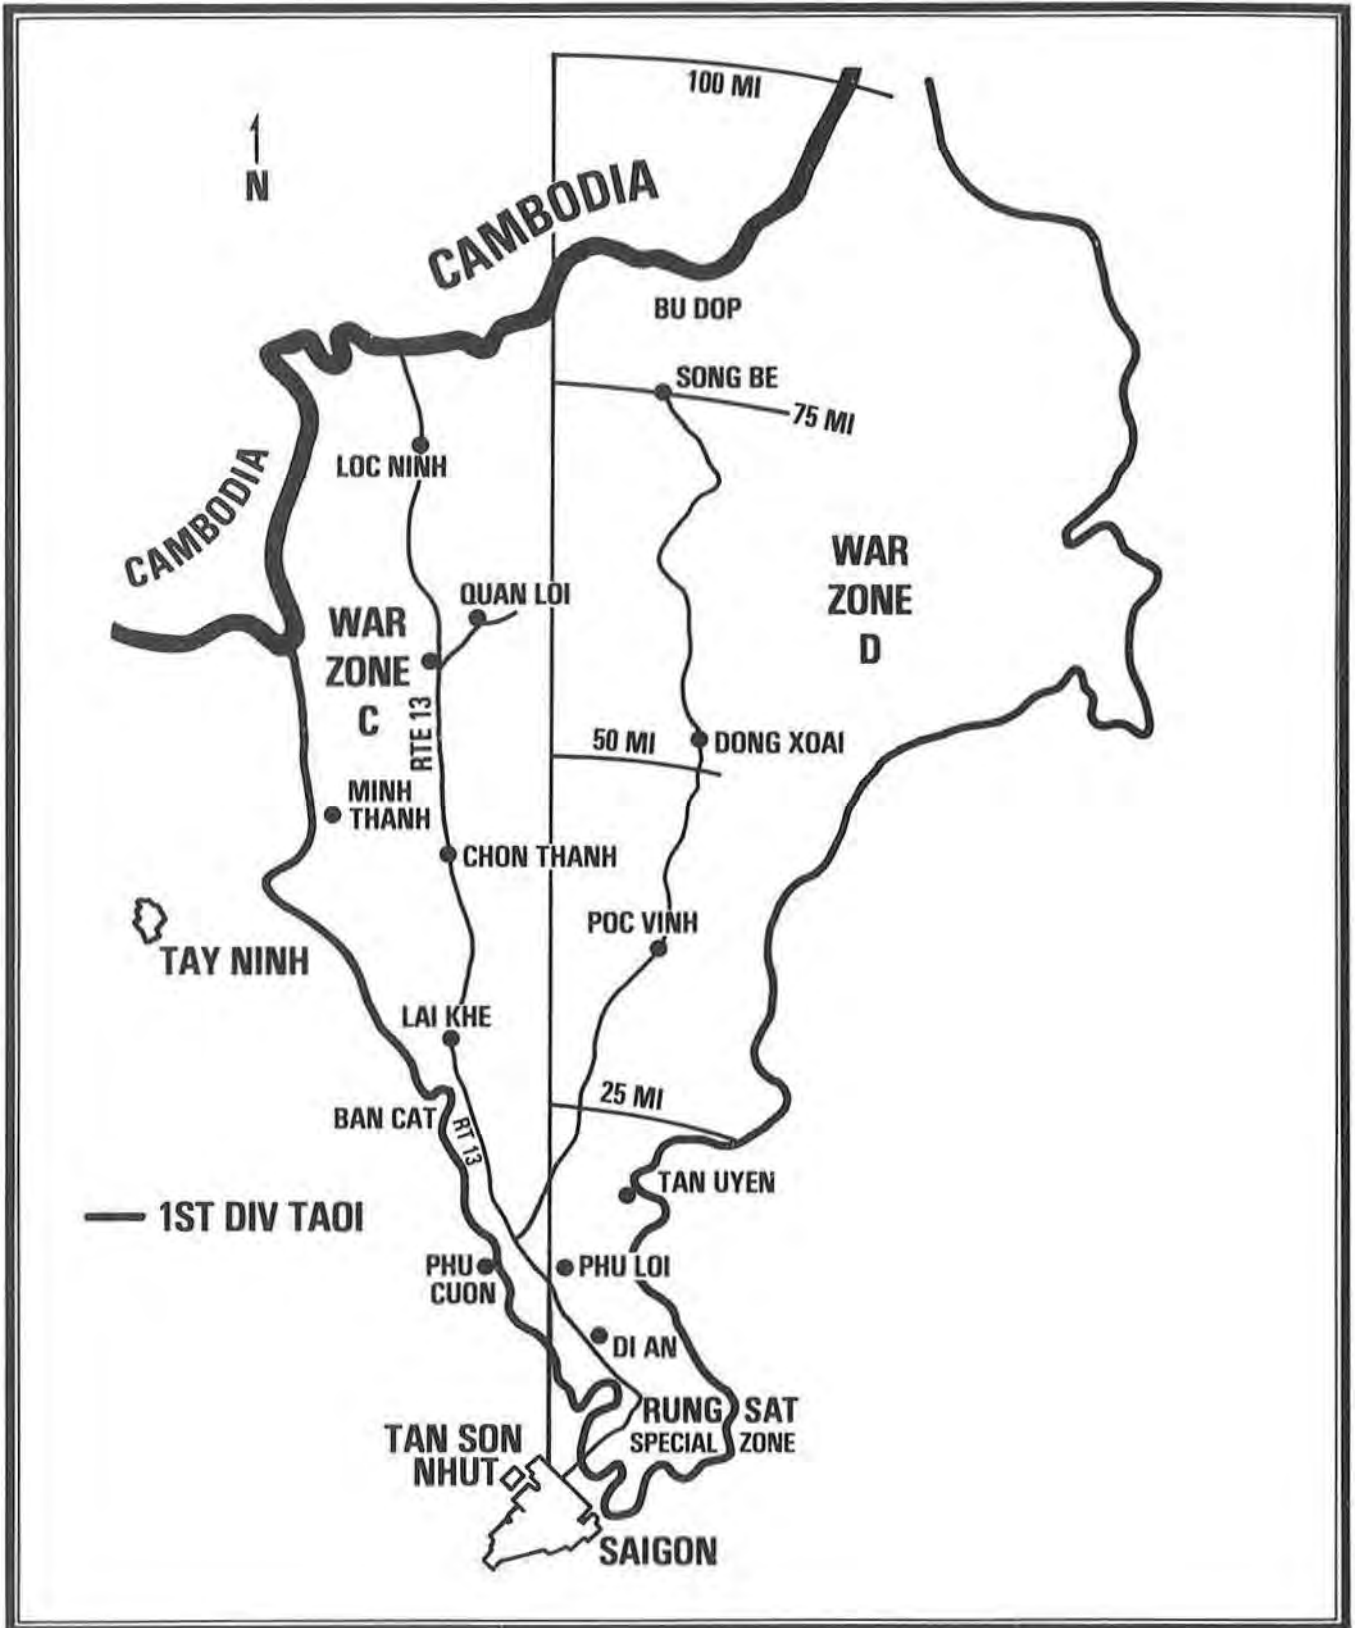 100 MI
N
CAMBODIA
BU DOP
SONG BE
75 MI
LOC NINH
CAMBODIA
WAR
ZONE
D
QUAN LOI
WAR
ZONE
C
RTE 13
50 MI
DONG XOAI
MINH
THANH
CHON THANH
POC VINH
TAY NINH
LAI KHE
25 MI
BAN CAT
RT 13
TAN UYEN
1ST DIV TAOI
PHU
CUON
PHU LOI
DI AN
RUNG SAT
SPECIAL ZONE
TAN SON
NHUT
SAIGON